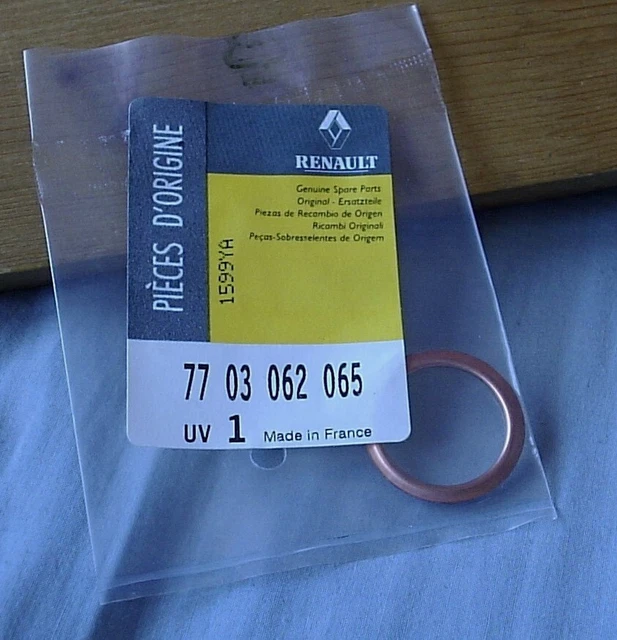 PIÈCES D'ORIGINE
RENAULT
Genuine Spare Parts
Original - Ersatzteile
Piezas de Recambio de Origen
Ricambi Originali
Peças-Sobresselentes de Origem
1599YA
77 03 062 065
UV 1 Made in France